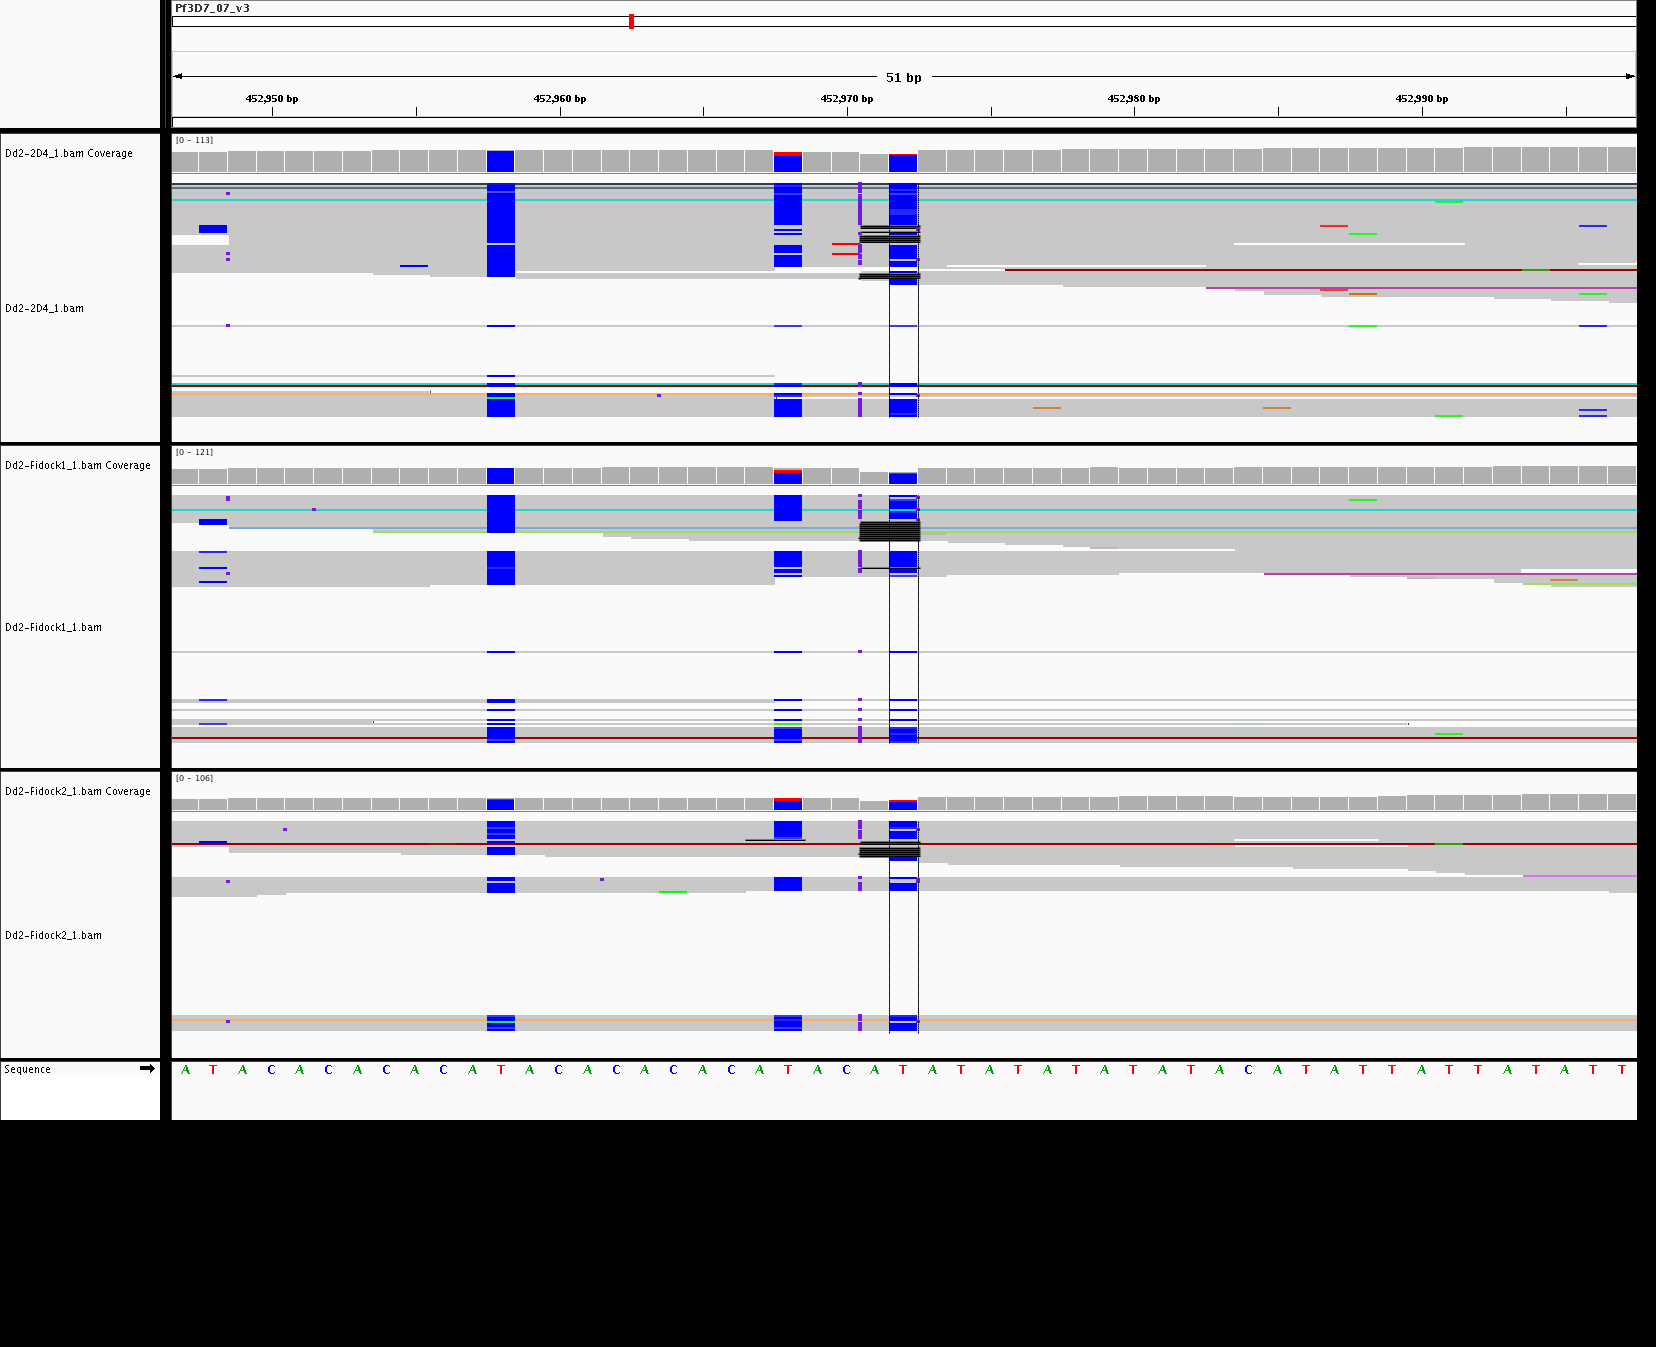 Pf3D7_07_v3
51 bp
452,950 bp 452,960 bp 452,970 bp 452,980 bp 452,990 bp
[0 - 113]
Dd2-2D4_1.bam Coverage
Dd2-2D4_1.bam
[0 - 121]
Dd2-Fidock1_1.bam Coverage
Dd2-Fidock1_1.bam
[0 - 106]
Dd2-Fidock2_1.bam Coverage
Dd2-Fidock2_1.bam
Sequence A T A C A C A C A C A T A C A C A C A C A T A C A T A T A T A T A T A T A C A T A T T A T T A T A T T